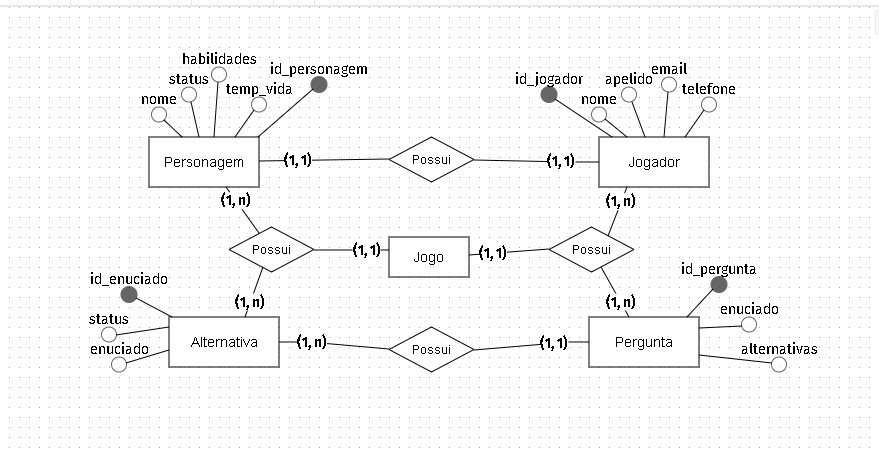 habilidades
status
id_personagem
nome
temp_vida
id_jogador
apelido
email
nome
telefone
Personagem
(1, 1)
Possui
(1, 1)
Jogador
(1, n)
(1, n)
Possui
(1, 1)
Jogo
(1, 1)
Possui
id_enuciado
(1, n)
(1, n)
id_pergunta
status
enuciado
enuciado
alternativas
Alternativa
(1, n)
Possui
(1, 1)
Pergunta